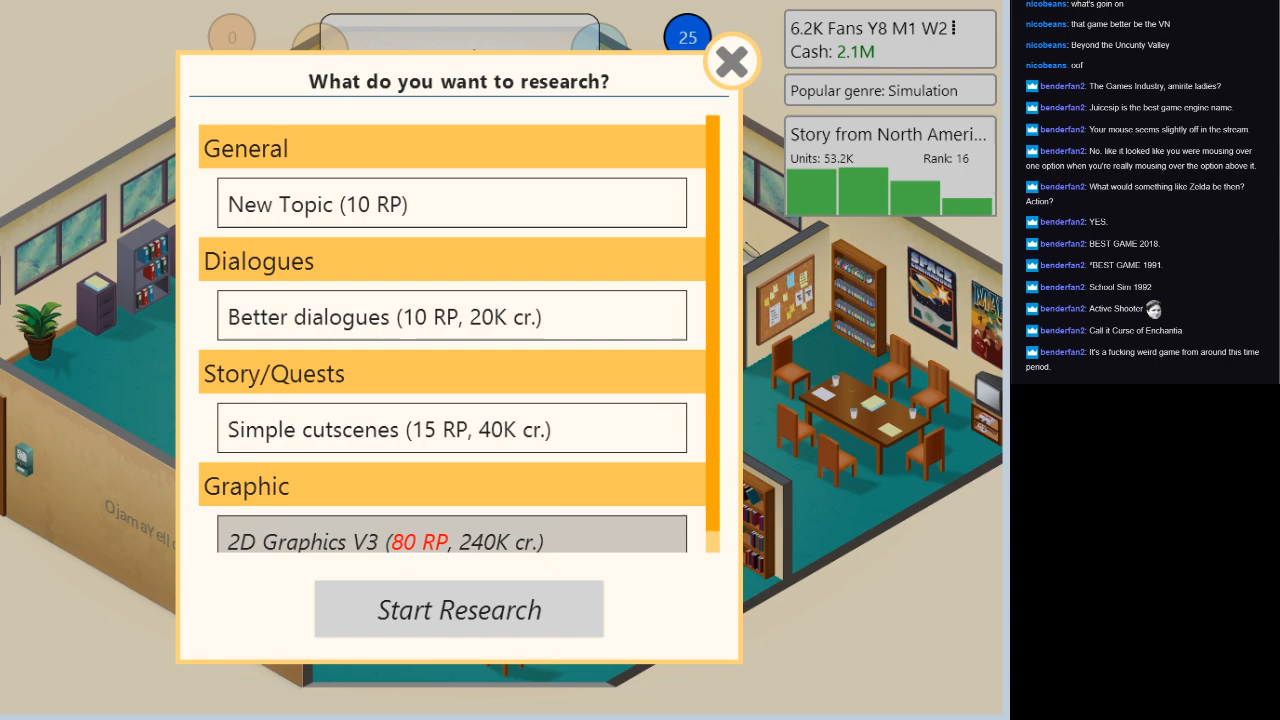 0
25
6.2K Fans Y8 M1 W2
Cash: 2.1M
Popular genre: Simulation
Story from North Ameri...
Units: 53.2K Rank: 16
What do you want to research?
General
New Topic (10 RP)
Dialogues
Better dialogues (10 RP, 20K cr.)
Story/Quests
Simple cutscenes (15 RP, 40K cr.)
Graphic
2D Graphics V3 (80 RP, 240K cr.)
Start Research
OjamaYell
SPACE
nicobeans: what's goin on
nicobeans: that game better be the VN
nicobeans: Beyond the Uncunty Valley
nicobeans: oof
benderfan2: The Games Industry, amirite ladies?
benderfan2: Juicesip is the best game engine name.
benderfan2: Your mouse seems slightly off in the stream.
benderfan2: No. like it looked like you were mousing over
one option when you're really mousing over the option above it.
benderfan2: What would something like Zelda be then?
Action?
benderfan2: YES.
benderfan2: BEST GAME 2018.
benderfan2: *BEST GAME 1991.
benderfan2: School Sim 1992
benderfan2: Active Shooter
benderfan2: Call it Curse of Enchantia
benderfan2: It's a fucking weird game from around this time
period.